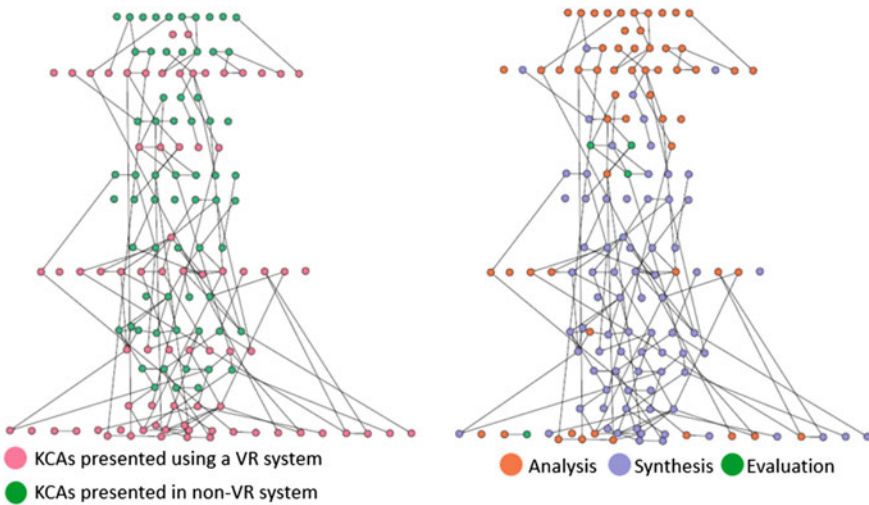 KCAs presented using a VR system
KCAs presented in non-VR system
Analysis Synthesis Evaluation